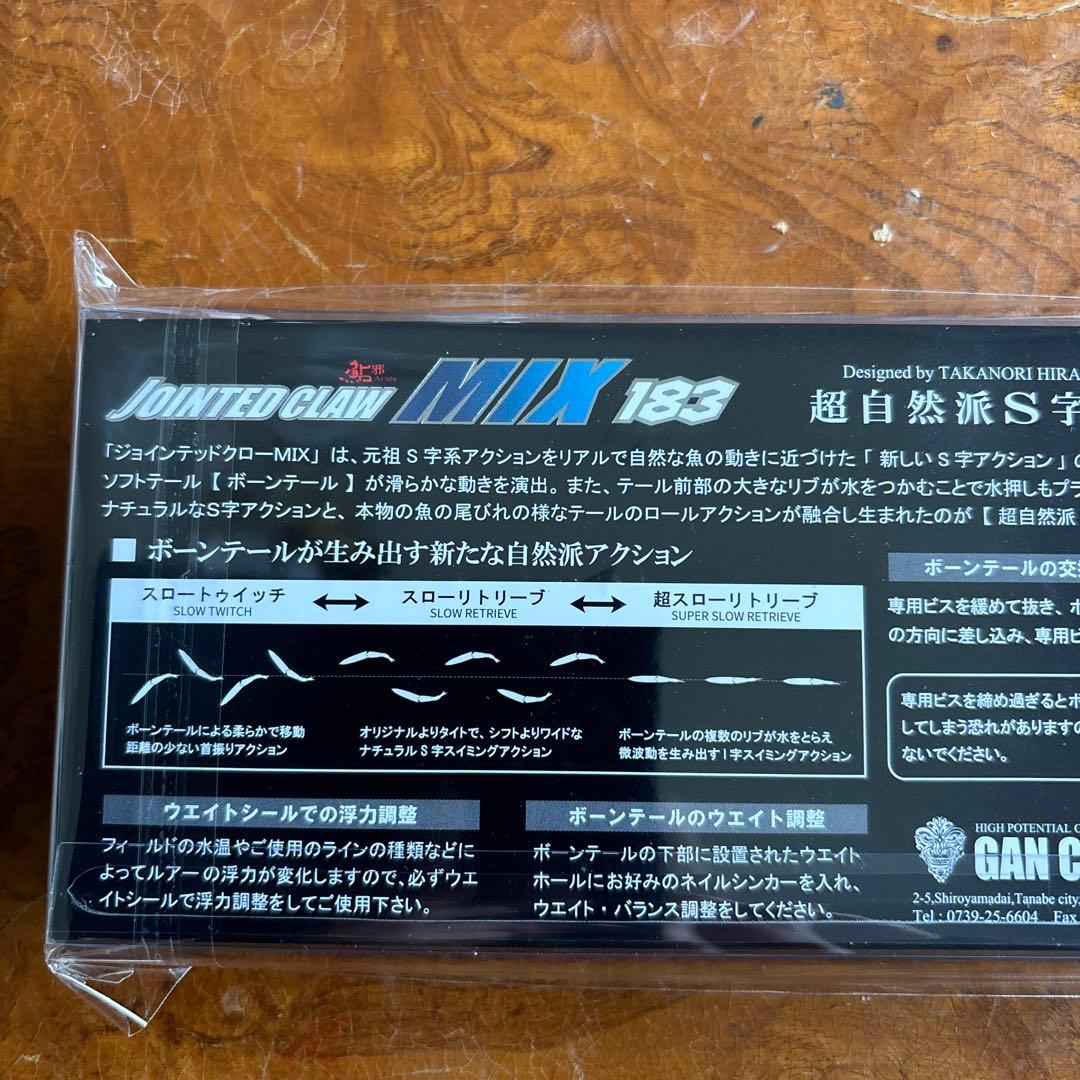 鮎邪
Ayuja
JOINTED CLAW MIX 183
Designed by TAKANORI HIRA
超自然派S字
「ジョインテッドクローMIX」は、元祖S字系アクションをリアルで自然な魚の動きに近づけた「新しいS字アクション」の
ソフトテール【ボーンテール】が滑らかな動きを演出。また、テール前部の大きなリブが水をつかむことで水押しもプラ
ナチュラルなS字アクションと、本物の魚の尾びれの様なテールのロールアクションが融合し生まれたのが【超自然派
■ ボーンテールが生み出す新たな自然派アクション
スロートゥイッチ ↔ スローリトリーブ ↔ 超スローリトリーブ
SLOW TWITCH SLOW RETRIEVE SUPER SLOW RETRIEVE
ボーンテールによる柔らかで移動
距離の少ない首振りアクション
オリジナルよりタイトで、シフトよりワイドな
ナチュラルS字スイミングアクション
ボーンテールの複数のリブが水をとらえ
微波動を生み出すI字スイミングアクション
ボーンテールの交
専用ビスを緩めて抜き、ボ
の方向に差し込み、専用ビ
専用ビスを締め過ぎるとボ
してしまう恐れがありますの
ないでください。
ウエイトシールでの浮力調整
フィールドの水温やご使用のラインの種類などに
よってルアーの浮力が変化しますので、必ずウエ
イトシールで浮力調整をしてご使用下さい。
ボーンテールのウエイト調整
ボーンテールの下部に設置されたウエイト
ホールにお好みのネイルシンカーを入れ、
ウエイト・バランス調整をしてください。
HIGH POTENTIAL
GAN C
2-5,Shiroyamadai,Tanabe city,
Tel : 0739-25-6604 Fax